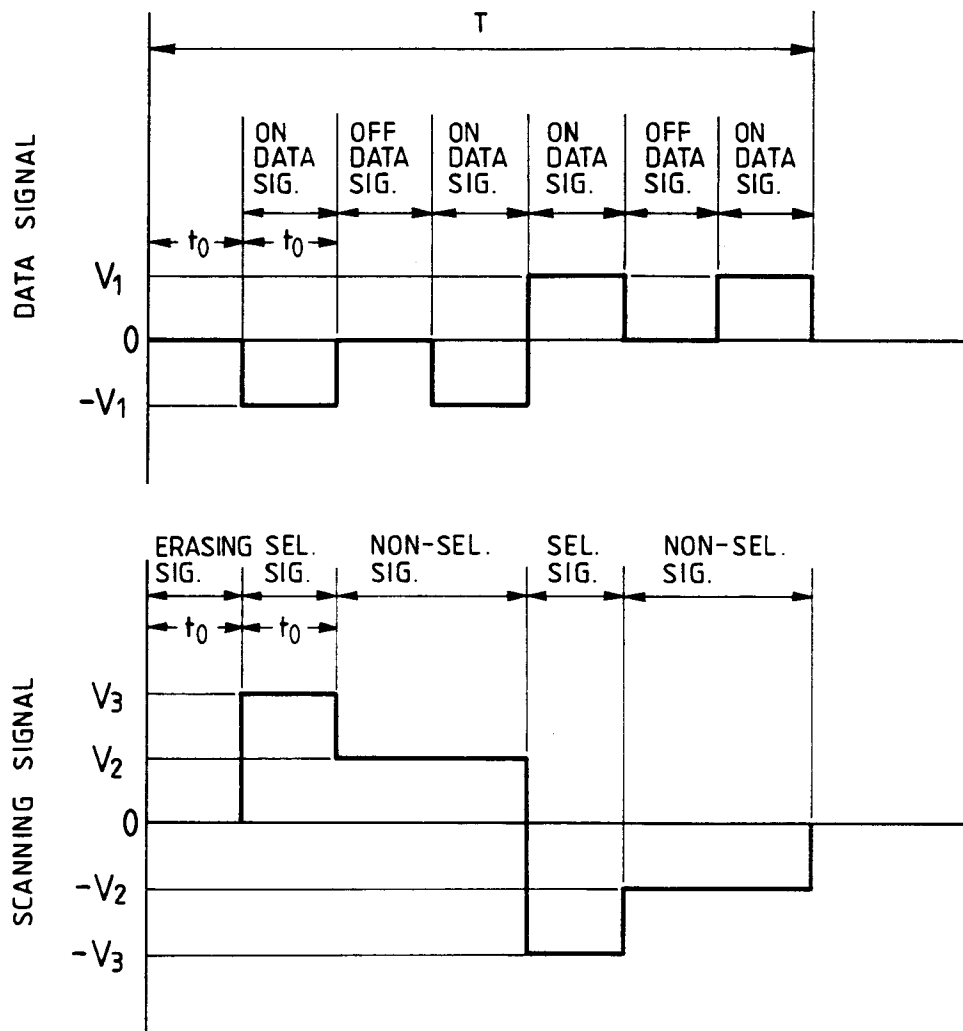 T
DATA SIGNAL
ON DATA SIG.
OFF DATA SIG.
ON DATA SIG.
ON DATA SIG.
OFF DATA SIG.
ON DATA SIG.
t0 t0
V1
0
-V1
SCANNING SIGNAL
ERASING SIG.
SEL. SIG.
NON-SEL. SIG.
SEL. SIG.
NON-SEL. SIG.
t0 t0
V3
V2
0
-V2
-V3